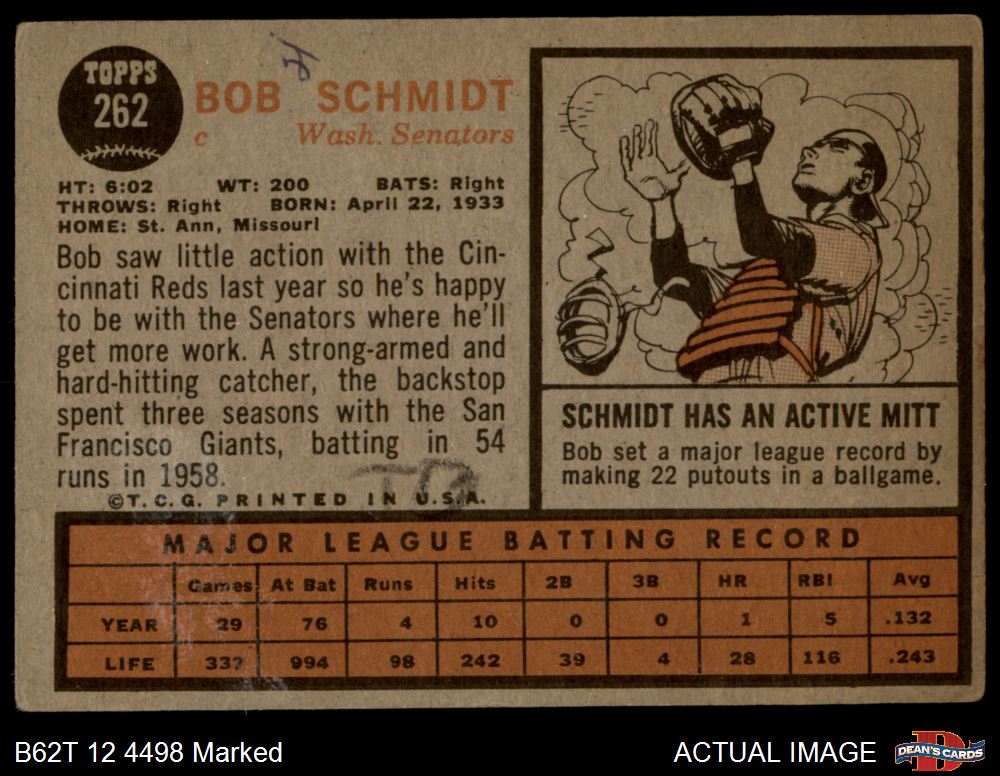 TOPPS
262
BOB SCHMIDT
c Wash. Senators
HT: 6:02 WT: 200 BATS: Right
THROWS: Right BORN: April 22, 1933
HOME: St. Ann, Missouri
Bob saw little action with the Cin-
cinnati Reds last year so he's happy
to be with the Senators where he'll
get more work. A strong-armed and
hard-hitting catcher, the backstop
spent three seasons with the San
Francisco Giants, batting in 54
runs in 1958.
©T.C.G. PRINTED IN U.S.A.
SCHMIDT HAS AN ACTIVE MITT
Bob set a major league record by
making 22 putouts in a ballgame.
MAJOR LEAGUE BATTING RECORD
Games At Bat Runs Hits 2B 3B HR RBI Avg
YEAR 29 76 4 10 0 0 1 5 .132
LIFE 337 994 98 242 39 4 28 116 .243
B62T 12 4498 Marked
ACTUAL IMAGE
DEAN'S CARDS